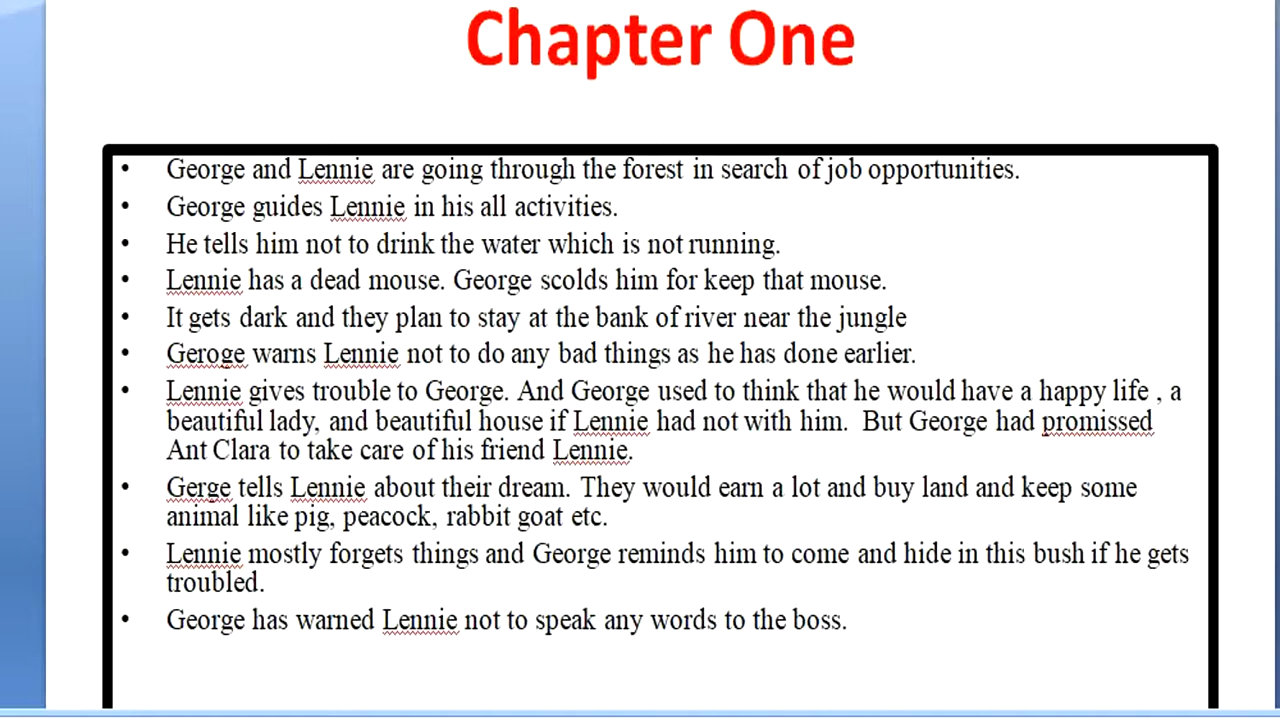 Chapter One
• George and Lennie are going through the forest in search of job opportunities.
• George guides Lennie in his all activities.
• He tells him not to drink the water which is not running.
• Lennie has a dead mouse. George scolds him for keep that mouse.
• It gets dark and they plan to stay at the bank of river near the jungle
• Geroge warns Lennie not to do any bad things as he has done earlier.
• Lennie gives trouble to George. And George used to think that he would have a happy life , a
beautiful lady, and beautiful house if Lennie had not with him. But George had promissed
Ant Clara to take care of his friend Lennie.
• Gerge tells Lennie about their dream. They would earn a lot and buy land and keep some
animal like pig, peacock, rabbit goat etc.
• Lennie mostly forgets things and George reminds him to come and hide in this bush if he gets
troubled.
• George has warned Lennie not to speak any words to the boss.